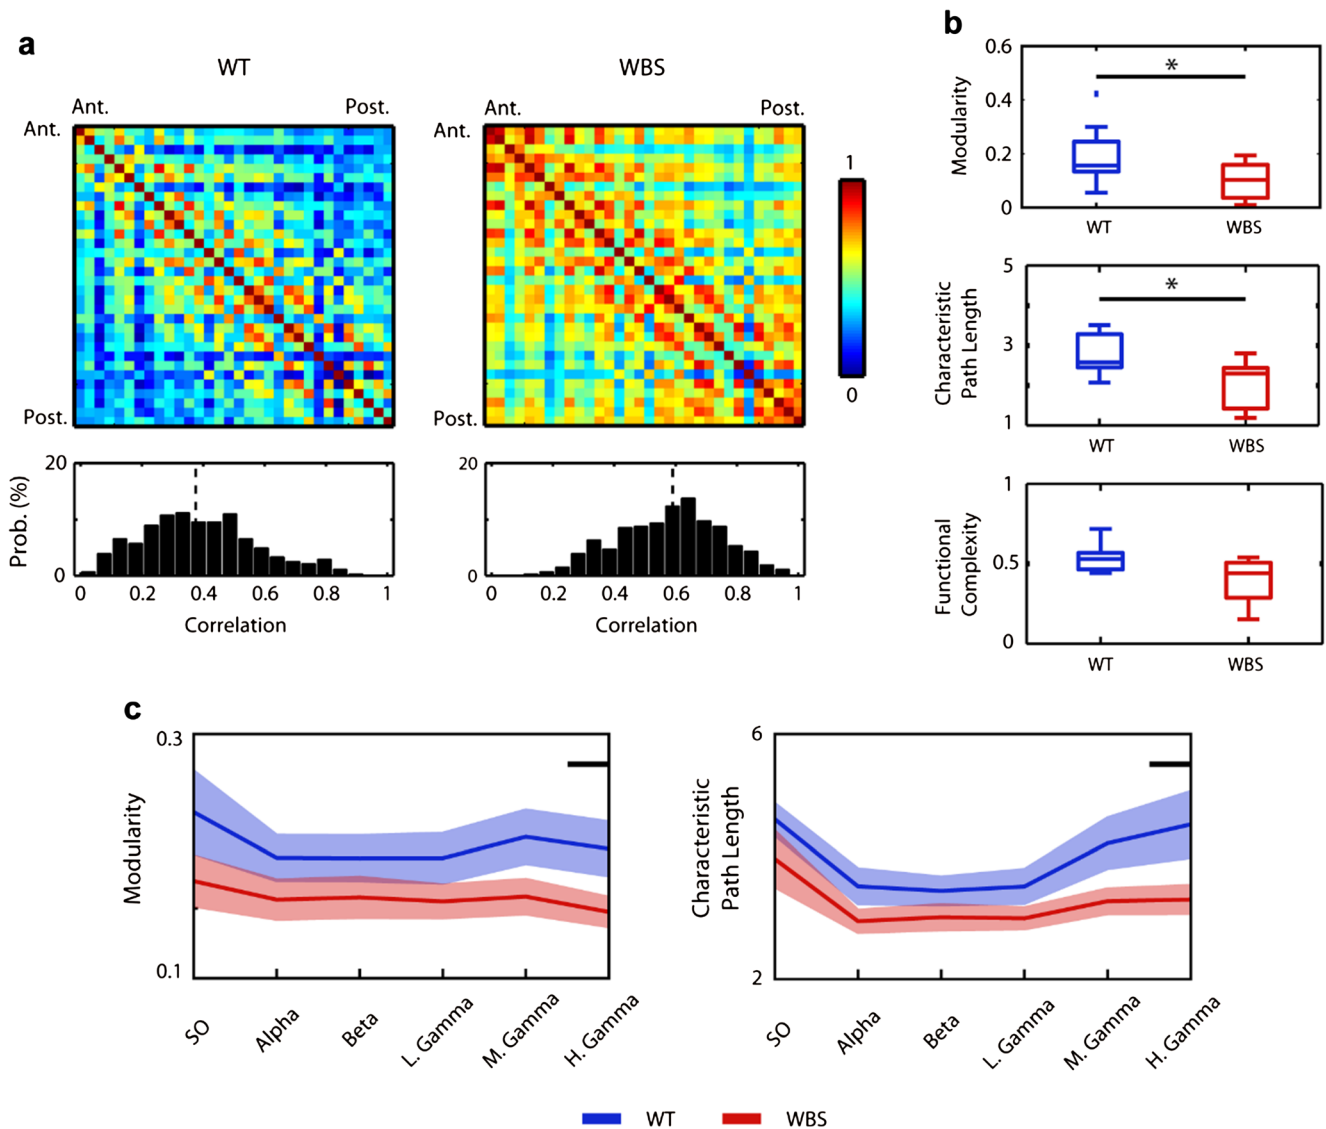 a
WT
WBS
Ant.
Post.
Ant.
Post.
Ant.
Post.
Ant.
Post.
1
0
20
0
Prob. (%)
0 0.2 0.4 0.6 0.8 1
Correlation
20
0
0 0.2 0.4 0.6 0.8 1
Correlation
b
Modularity
0.6
0.4
0.2
0
*
WT WBS
Characteristic
Path Length
5
3
1
*
WT WBS
Functional
Complexity
1
0.5
0
WT WBS
c
Modularity
0.3
0.1
SO Alpha Beta L. Gamma M. Gamma H. Gamma
Characteristic
Path Length
6
2
SO Alpha Beta L. Gamma M. Gamma H. Gamma
WT WBS